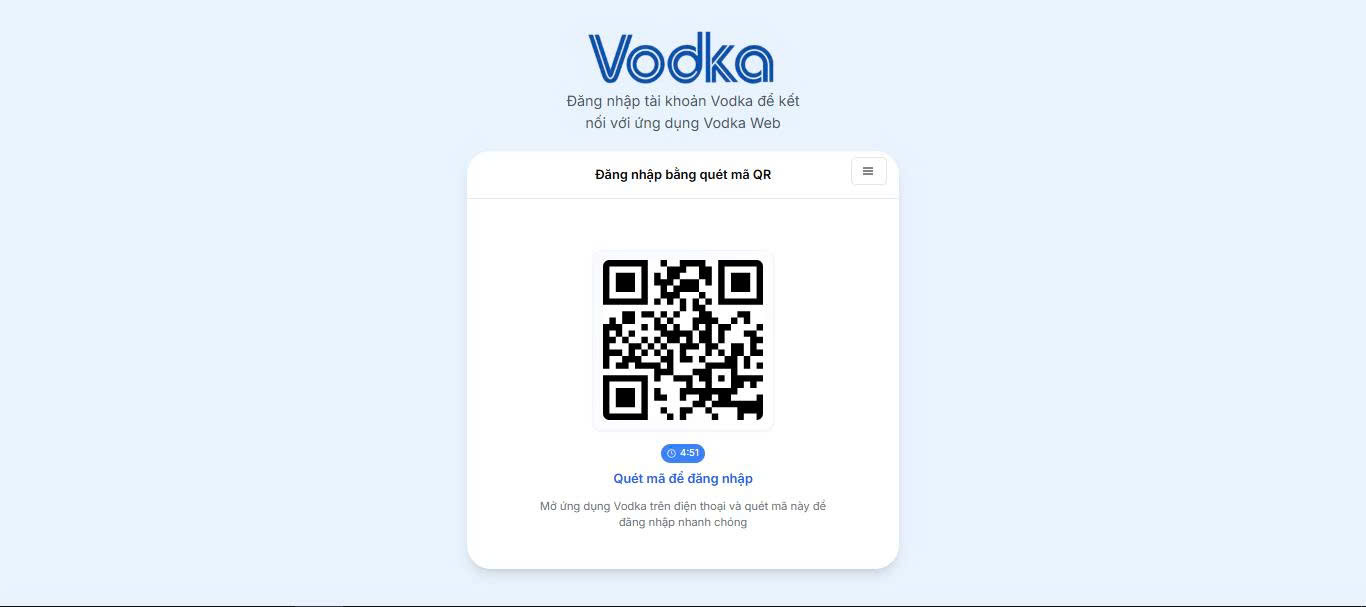 Vodka
Đăng nhập tài khoản Vodka để kết
nối với ứng dụng Vodka Web
Đăng nhập bằng quét mã QR
4:51
Quét mã để đăng nhập
Mở ứng dụng Vodka trên điện thoại và quét mã này để
đăng nhập nhanh chóng